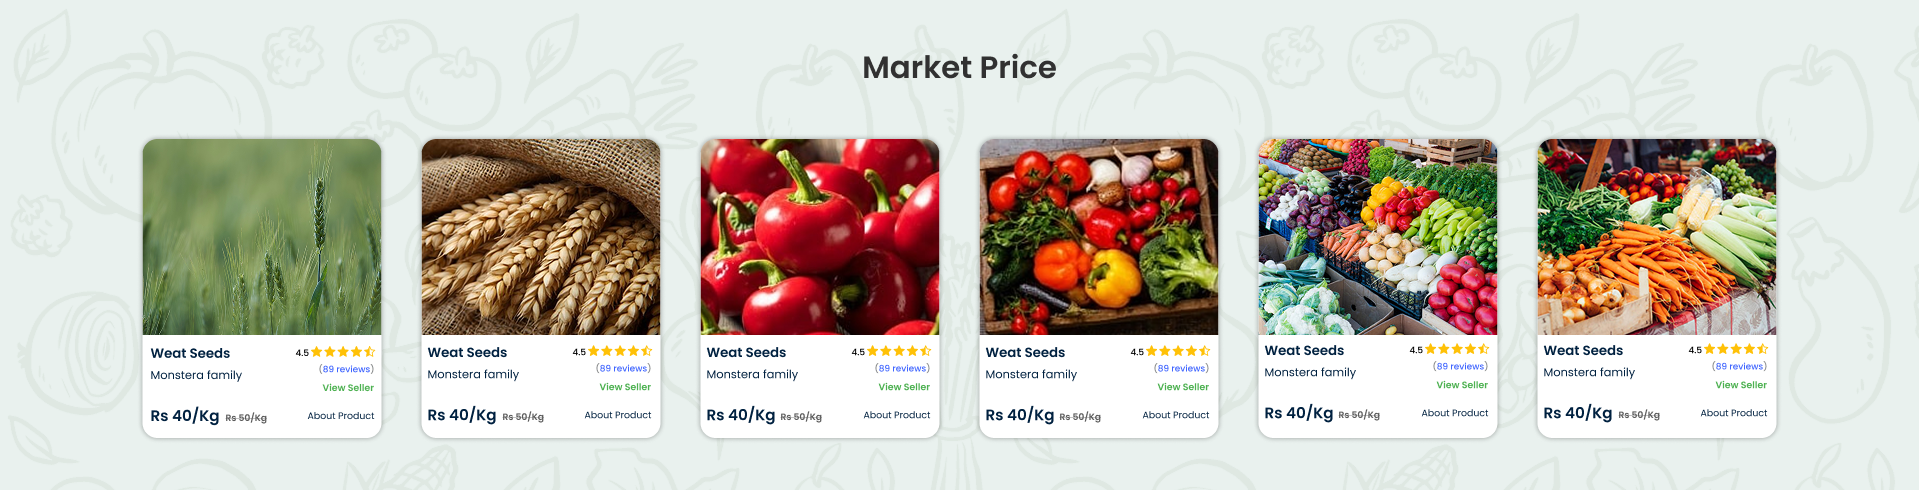 Market Price
Weat Seeds 4.5
Monstera family (89 reviews)
View Seller
Rs 40/Kg Rs 50/Kg About Product
Weat Seeds 4.5
Monstera family (89 reviews)
View Seller
Rs 40/Kg Rs 50/Kg About Product
Weat Seeds 4.5
Monstera family (89 reviews)
View Seller
Rs 40/Kg Rs 50/Kg About Product
Weat Seeds 4.5
Monstera family (89 reviews)
View Seller
Rs 40/Kg Rs 50/Kg About Product
Weat Seeds 4.5
Monstera family (89 reviews)
View Seller
Rs 40/Kg Rs 50/Kg About Product
Weat Seeds 4.5
Monstera family (89 reviews)
View Seller
Rs 40/Kg Rs 50/Kg About Product